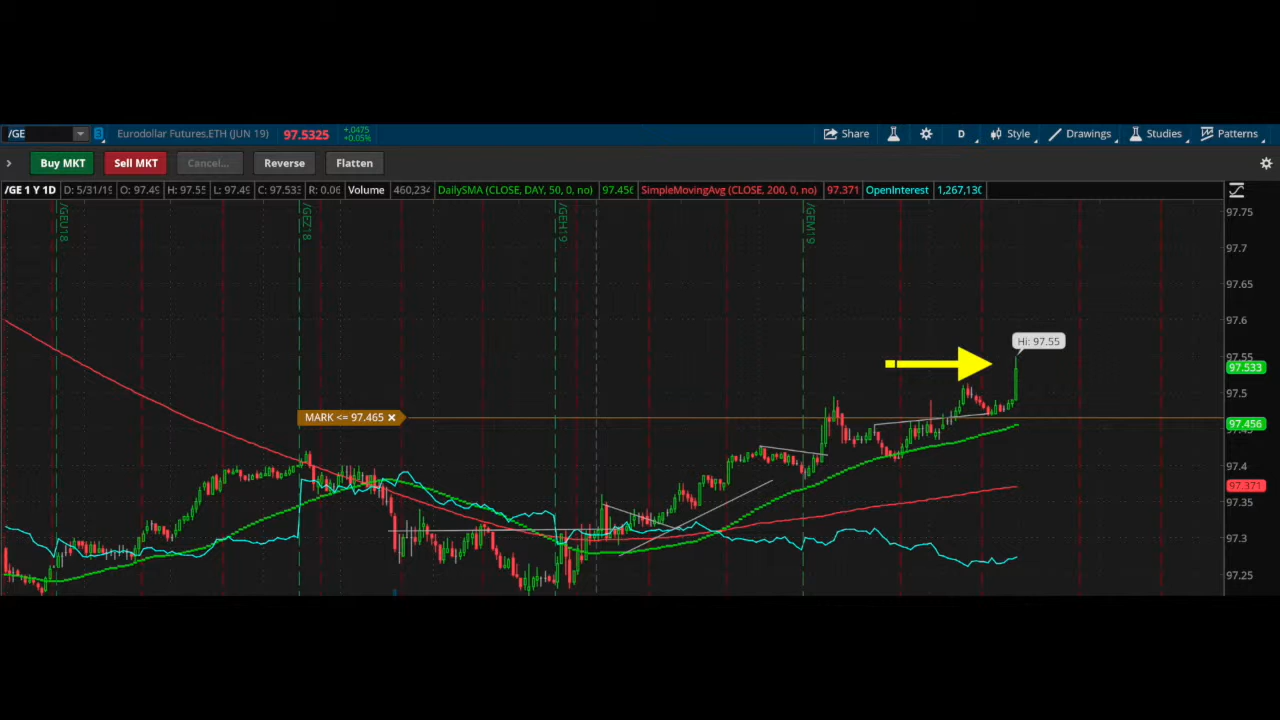 /GE 3 Eurodollar Futures,ETH (JUN 19) 97.5325 +.0475 +0.05% Share D Style Drawings Studies Patterns
Buy MKT Sell MKT Cancel... Reverse Flatten
/GE 1 Y 1D D: 5/31/19 O: 97.49 H: 97.55 L: 97.49 C: 97.533 R: 0.06 Volume 460,234 DailySMA (CLOSE, DAY, 50, 0, no) 97.456 SimpleMovingAvg (CLOSE, 200, 0, no) 97.371 OpenInterest 1,267,130
/GEU18
/GEZ18
/GEH19
/GEM19
97.75
97.7
97.65
97.6
Hi: 97.55
97.55
97.533
97.5
MARK <= 97.465 ×
97.456
97.4
97.371
97.35
97.3
97.25